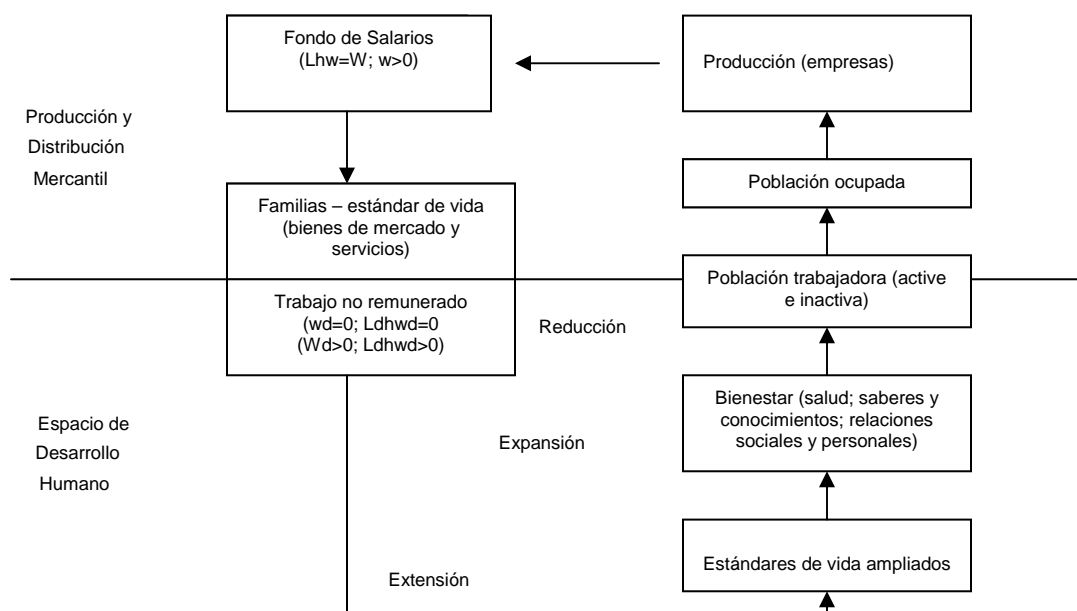 Fondo de Salarios
(Lhw=W; w>0)
Producción (empresas)
Producción y
Distribución
Mercantil
Población ocupada
Familias – estándar de vida
(bienes de mercado y
servicios)
Población trabajadora (active
e inactiva)
Trabajo no remunerado
(wd=0; Ldhwd=0
(Wd>0; Ldhwd>0)
Reducción
Bienestar (salud; saberes y
conocimientos; relaciones
sociales y personales)
Espacio de
Desarrollo
Humano
Expansión
Estándares de vida ampliados
Extensión